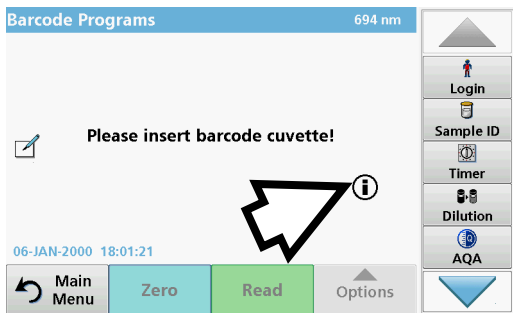 Barcode Programs 694 nm
Please insert barcode cuvette!
i
06-JAN-2000 18:01:21
Main
Menu
Zero
Read
Options
Login
Sample ID
Timer
Dilution
AQA